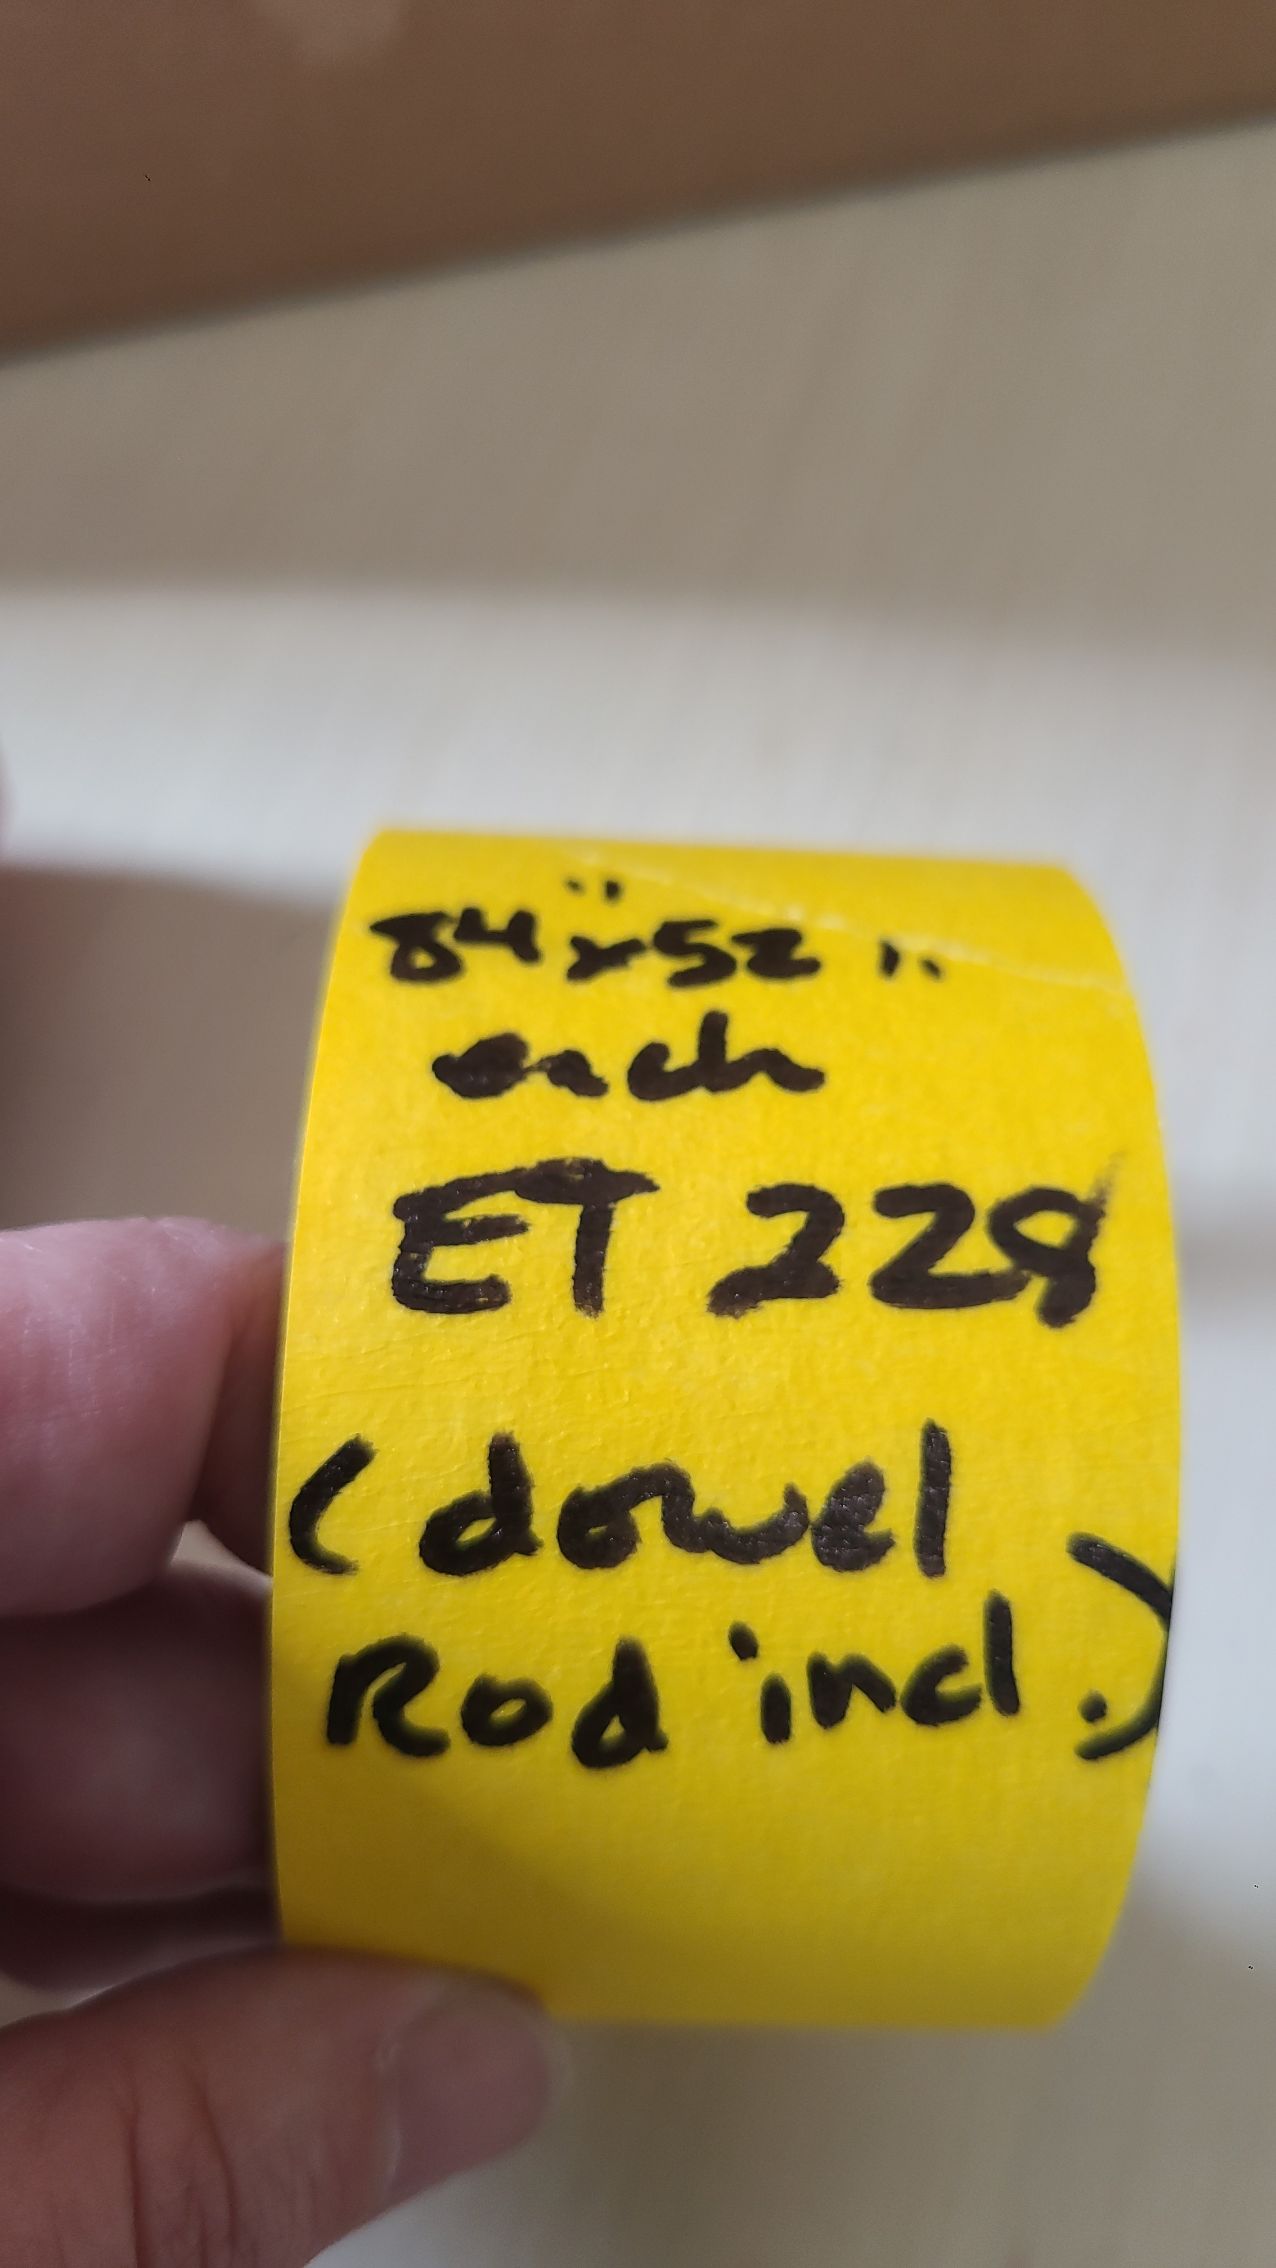 84"x52"
each
ET 228
(dowel
Rod incl.)